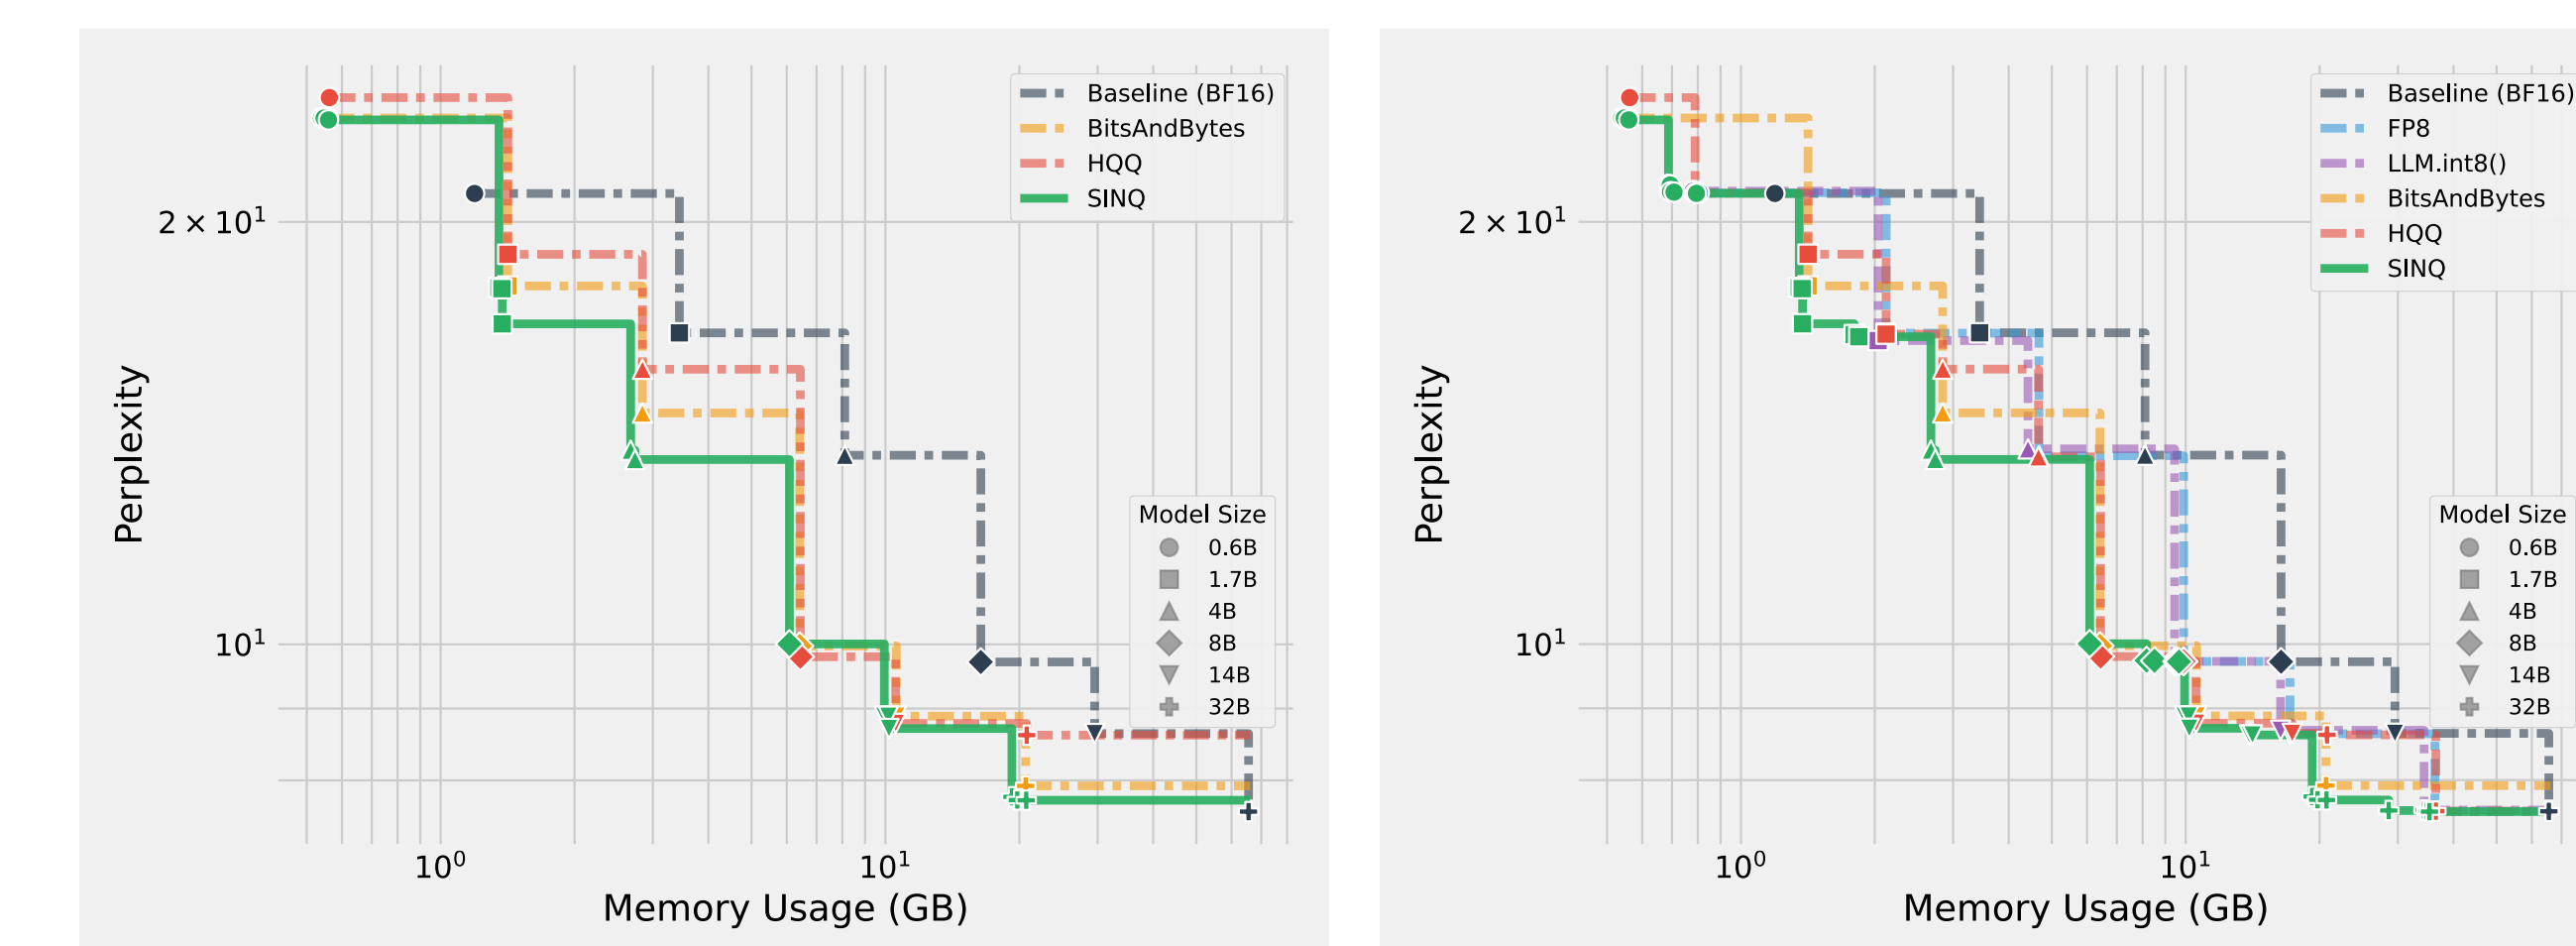 Baseline (BF16)
BitsAndBytes
HQQ
SINQ
2 × 10¹
Perplexity
10¹
Model Size
0.6B
1.7B
4B
8B
14B
32B
10⁰
10¹
Memory Usage (GB)
Baseline (BF16)
FP8
LLM.int8()
BitsAndBytes
HQQ
SINQ
2 × 10¹
Perplexity
10¹
Model Size
0.6B
1.7B
4B
8B
14B
32B
10⁰
10¹
Memory Usage (GB)